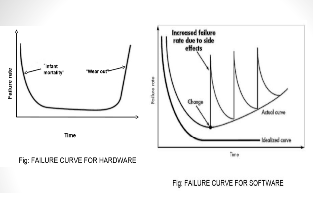 "Infant
mortality"
"Wear out"
Failure rate
Time
Fig: FAILURE CURVE FOR HARDWARE
Increased failure
rate due to side
effects
Failure rate
Change
Actual curve
Idealized curve
Time
Fig: FAILURE CURVE FOR SOFTWARE